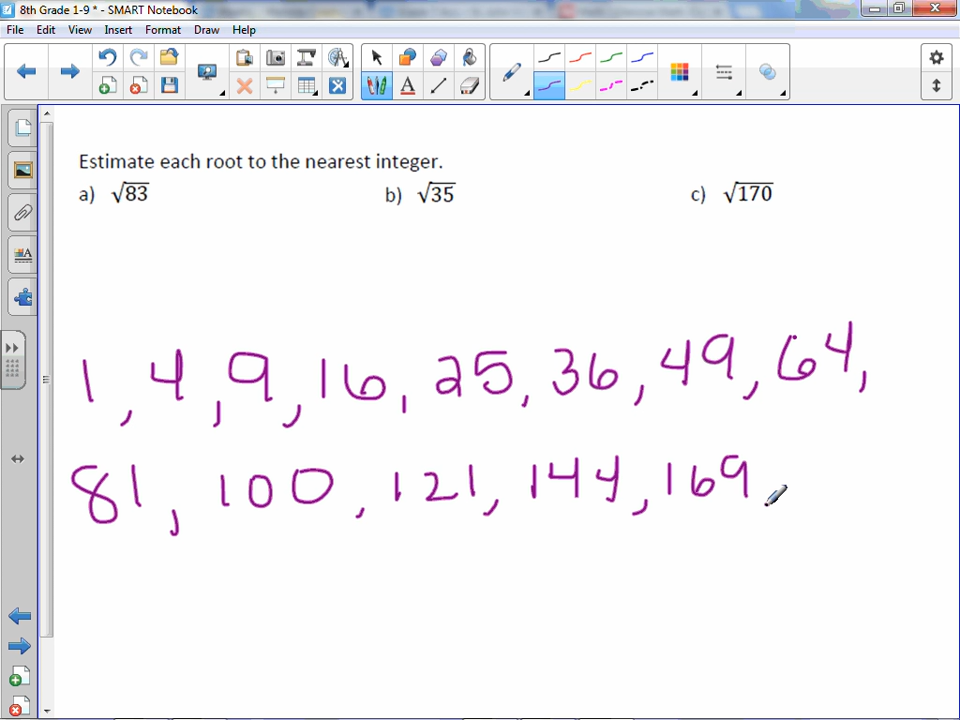 8th Grade 1-9 * - SMART Notebook
File Edit View Insert Format Draw Help
Estimate each root to the nearest integer.
a) √83 b) √35 c) √170
1, 4, 9, 16, 25, 36, 49, 64,
81, 100, 121, 144, 169